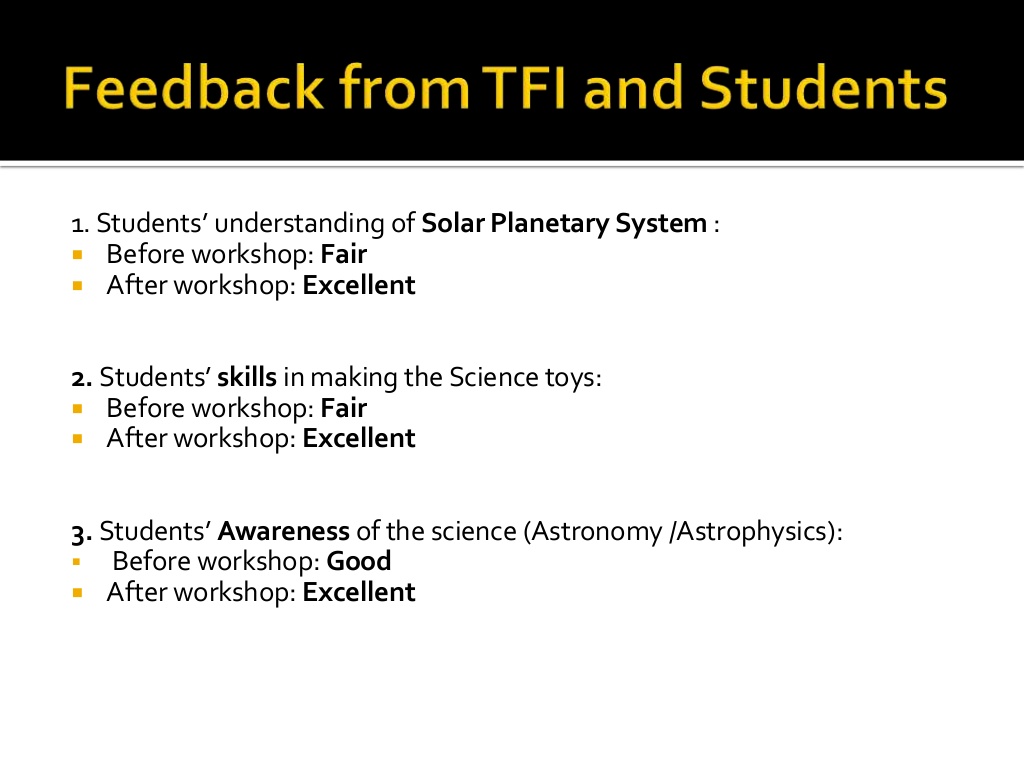 Feedback from TFI and Students
1. Students’ understanding of Solar Planetary System :
▪ Before workshop: Fair
▪ After workshop: Excellent
2. Students’ skills in making the Science toys:
▪ Before workshop: Fair
▪ After workshop: Excellent
3. Students’ Awareness of the science (Astronomy /Astrophysics):
▪ Before workshop: Good
▪ After workshop: Excellent